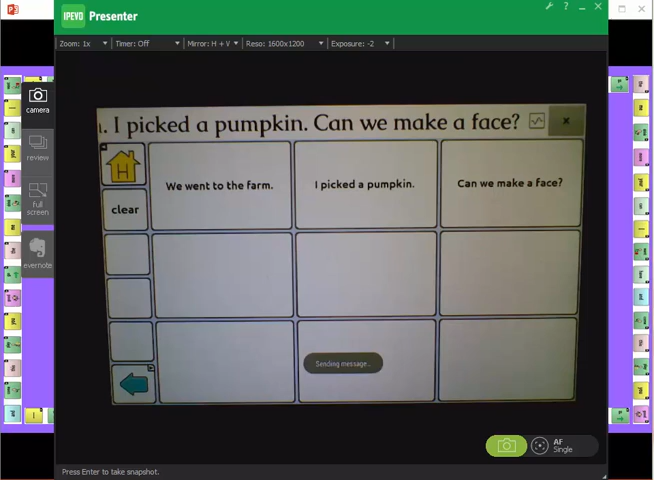 IPEVO Presenter
Zoom: 1x
Timer: Off
Mirror: H + V
Reso: 1600x1200
Exposure: -2
camera
review
full
screen
evernote
. I picked a pumpkin. Can we make a face?
x
H
We went to the farm.
I picked a pumpkin.
Can we make a face?
clear
Sending message...
AF
Single
Press Enter to take snapshot.